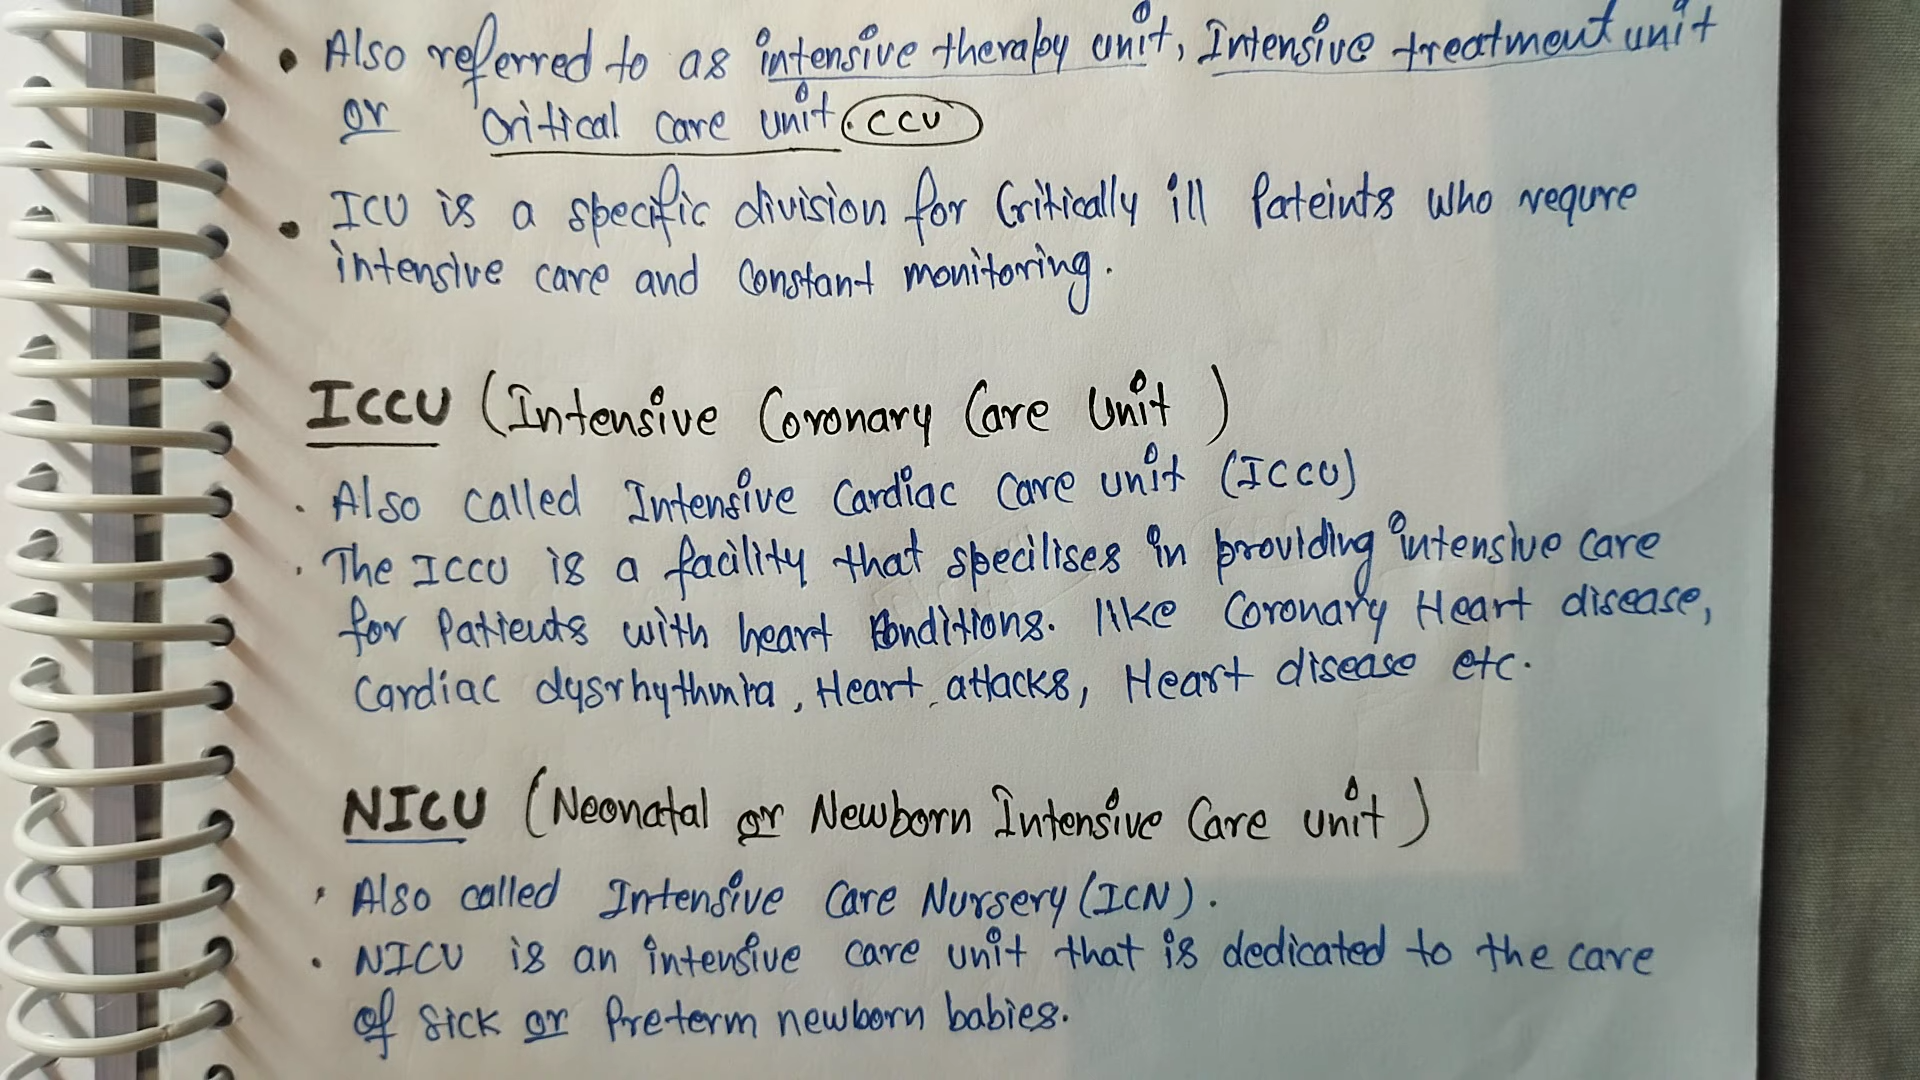 • Also referred to as intensive therapy unit, Intensive treatment unit
or critical care unit. CCU
• ICU is a specific division for Critically ill Pateints who requre
intensive care and constant monitoring.
ICCU (Intensive Coronary Care Unit)
• Also called Intensive Cardiac Care unit (ICCU)
• The ICCU is a facility that specilises in providing intensive care
for Patients with heart conditions. like Coronary Heart disease,
Cardiac dysrhythmia, Heart attacks, Heart disease etc.
NICU (Neonatal or Newborn Intensive Care unit)
• Also called Intensive Care Nursery (ICN).
• NICU is an intensive care unit that is dedicated to the care
of sick or Preterm newborn babies.